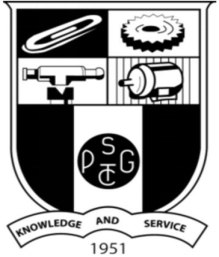 S
P G
T
C
KNOWLEDGE AND SERVICE
1951